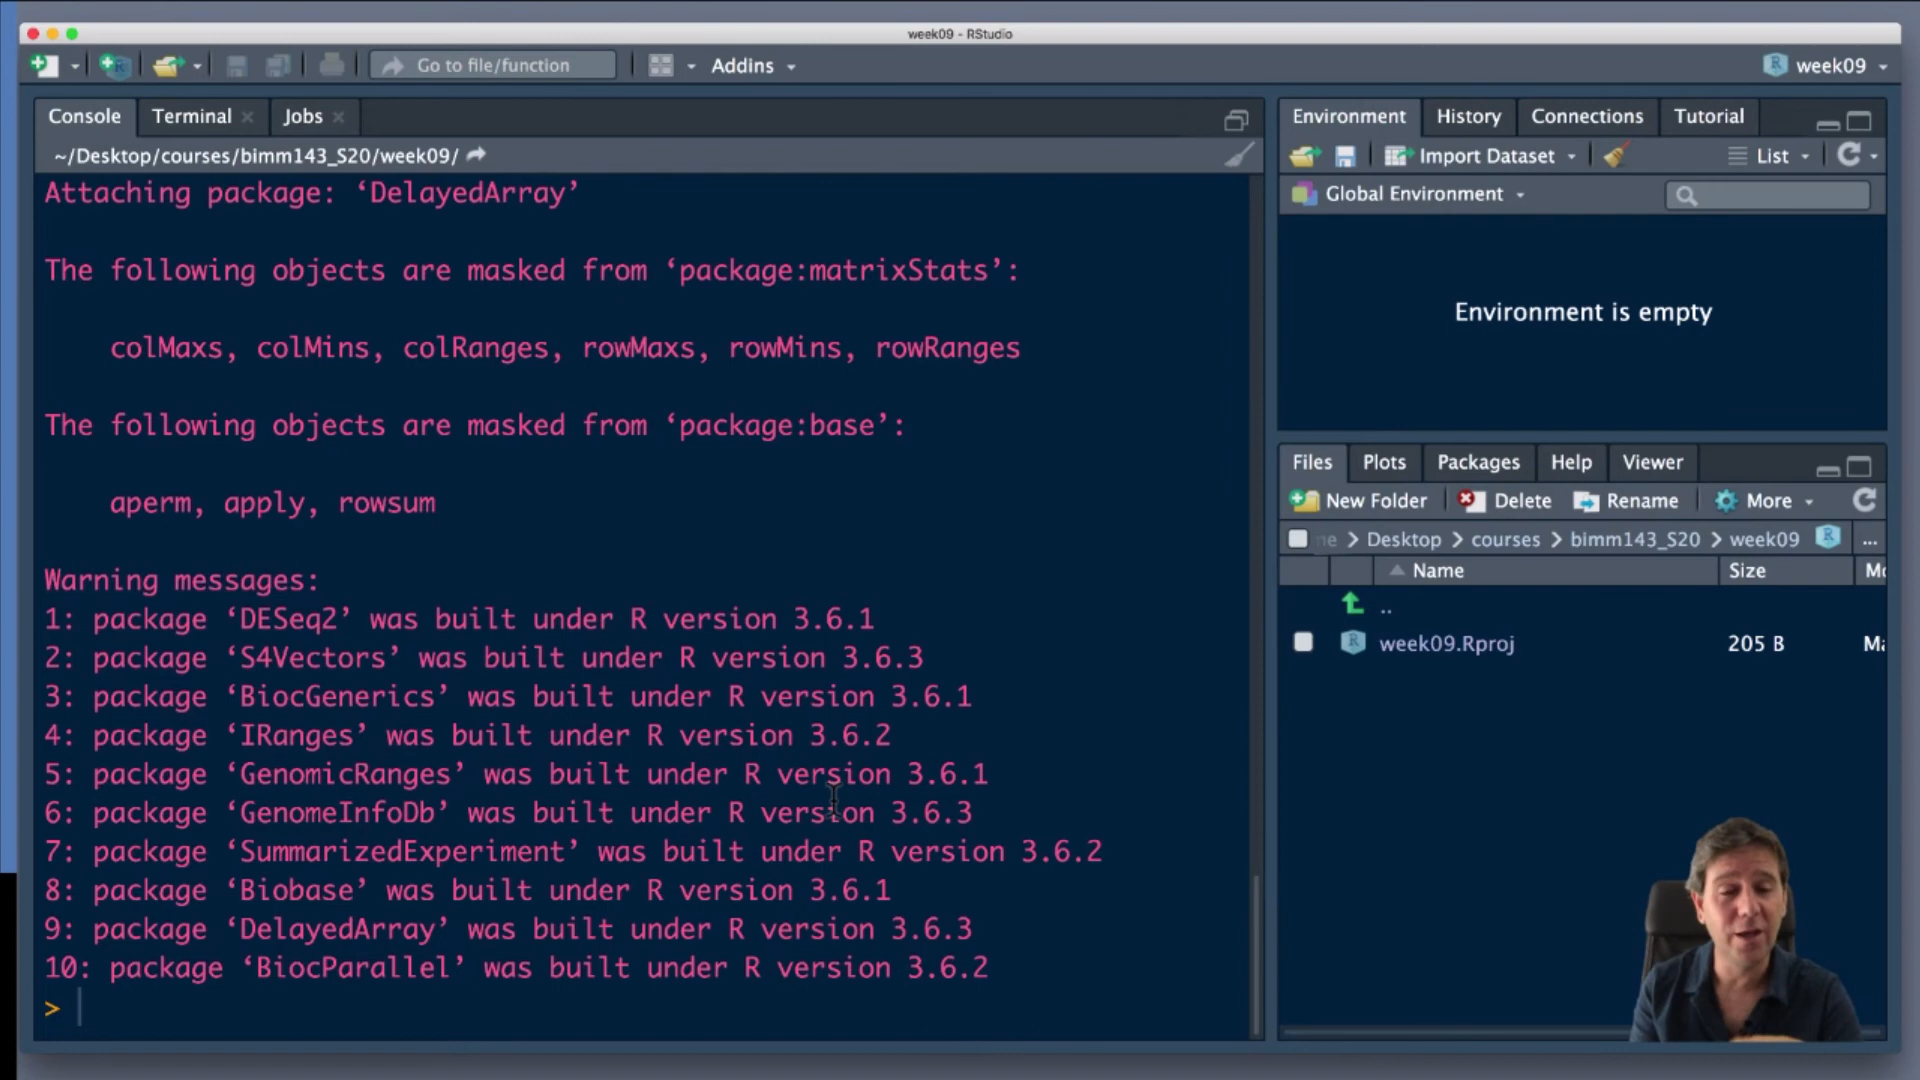 week09 - RStudio
Go to file/function
Addins
week09
Console
Terminal
Jobs
~/Desktop/courses/bimm143_S20/week09/
Attaching package: ‘DelayedArray’
The following objects are masked from ‘package:matrixStats’:
colMaxs, colMins, colRanges, rowMaxs, rowMins, rowRanges
The following objects are masked from ‘package:base’:
aperm, apply, rowsum
Warning messages:
1: package ‘DESeq2’ was built under R version 3.6.1
2: package ‘S4Vectors’ was built under R version 3.6.3
3: package ‘BiocGenerics’ was built under R version 3.6.1
4: package ‘IRanges’ was built under R version 3.6.2
5: package ‘GenomicRanges’ was built under R version 3.6.1
6: package ‘GenomeInfoDb’ was built under R version 3.6.3
7: package ‘SummarizedExperiment’ was built under R version 3.6.2
8: package ‘Biobase’ was built under R version 3.6.1
9: package ‘DelayedArray’ was built under R version 3.6.3
10: package ‘BiocParallel’ was built under R version 3.6.2
>
Environment
History
Connections
Tutorial
Import Dataset
List
Global Environment
Environment is empty
Files
Plots
Packages
Help
Viewer
New Folder
Delete
Rename
More
ne > Desktop > courses > bimm143_S20 > week09
...
Name
Size
..
week09.Rproj
205 B